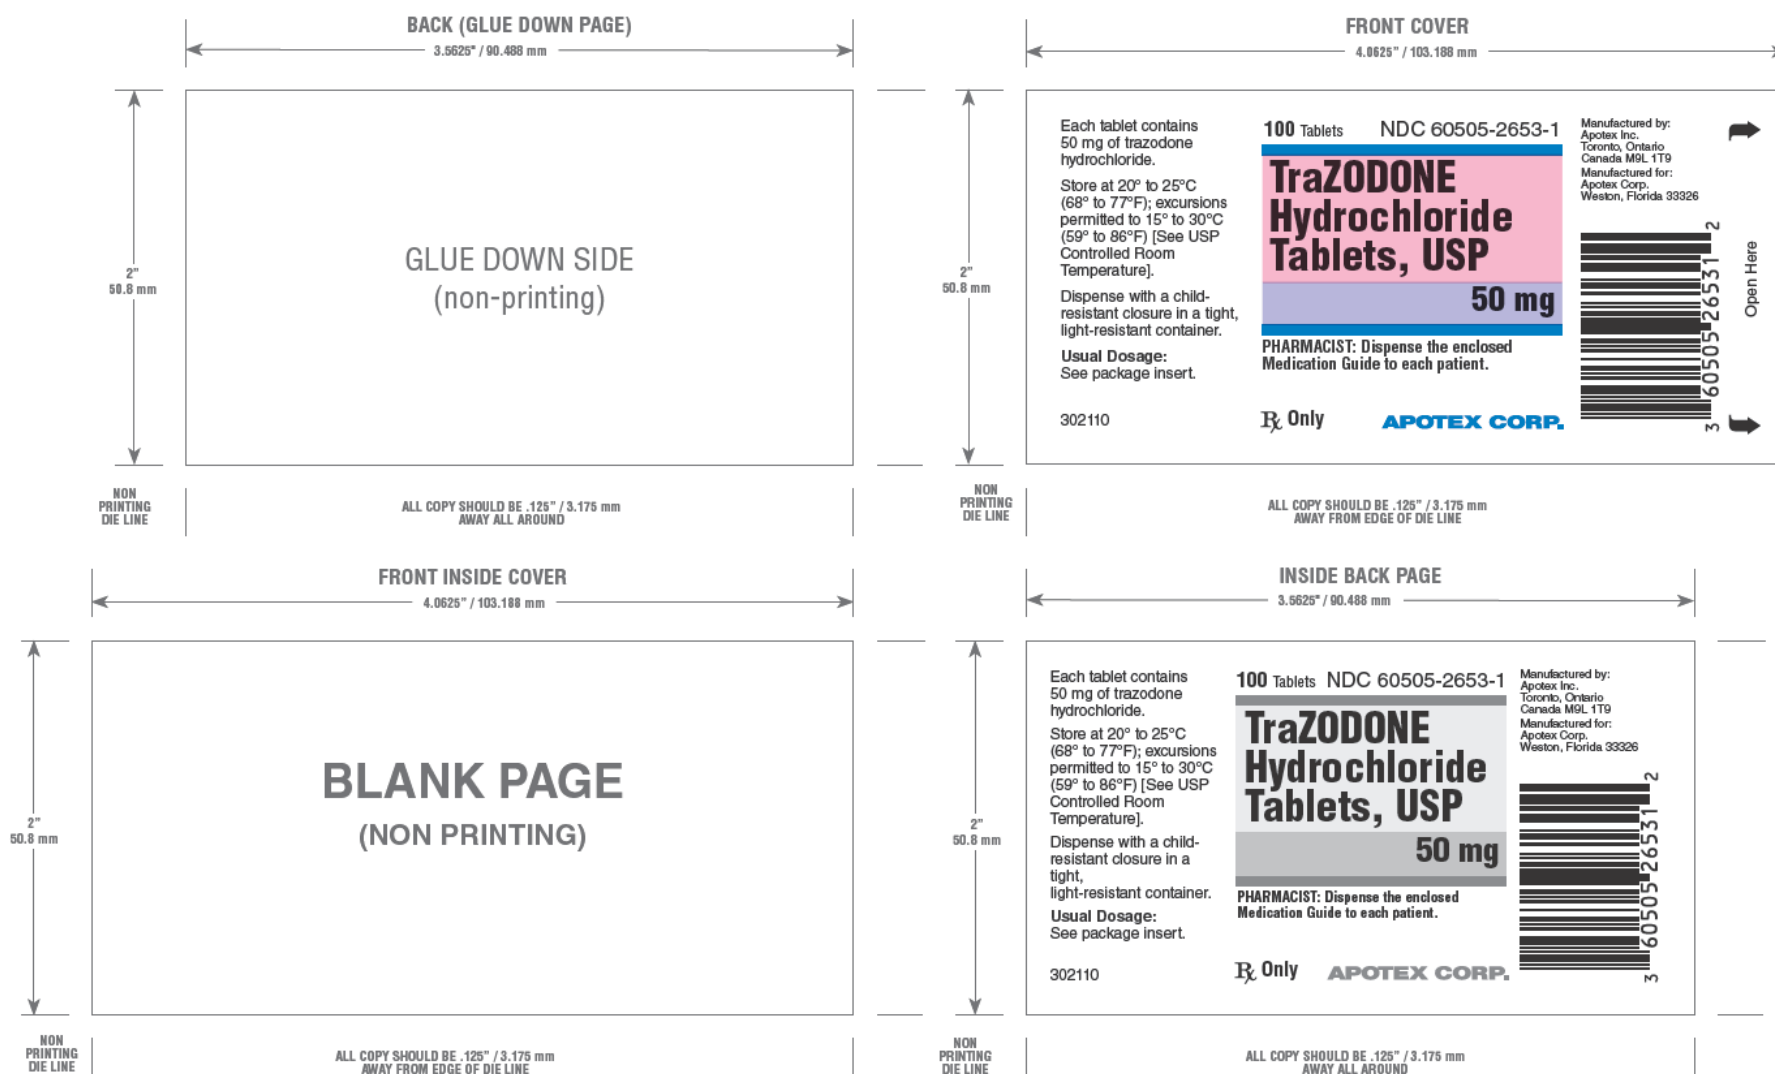 BACK (GLUE DOWN PAGE)
3.5625" / 90.488 mm
2"
50.8 mm
GLUE DOWN SIDE
(non-printing)
NON
PRINTING
DIE LINE
ALL COPY SHOULD BE .125" / 3.175 mm
AWAY ALL AROUND
FRONT COVER
4.0625" / 103.188 mm
2"
50.8 mm
Each tablet contains
50 mg of trazodone
hydrochloride.
Store at 20° to 25°C
(68° to 77°F); excursions
permitted to 15° to 30°C
(59° to 86°F) [See USP
Controlled Room
Temperature].
Dispense with a child-
resistant closure in a tight,
light-resistant container.
Usual Dosage:
See package insert.
302110
100 Tablets NDC 60505-2653-1
TraZODONE
Hydrochloride
Tablets, USP
50 mg
PHARMACIST: Dispense the enclosed
Medication Guide to each patient.
℞ Only
APOTEX CORP.
Manufactured by:
Apotex Inc.
Toronto, Ontario
Canada M9L 1T9
Manufactured for:
Apotex Corp.
Weston, Florida 33326
3 60505 26531 2
Open Here
NON
PRINTING
DIE LINE
ALL COPY SHOULD BE .125" / 3.175 mm
AWAY FROM EDGE OF DIE LINE
FRONT INSIDE COVER
4.0625" / 103.188 mm
2"
50.8 mm
BLANK PAGE
(NON PRINTING)
NON
PRINTING
DIE LINE
ALL COPY SHOULD BE .125" / 3.175 mm
AWAY FROM EDGE OF DIE LINE
INSIDE BACK PAGE
3.5625" / 90.488 mm
2"
50.8 mm
Each tablet contains
50 mg of trazodone
hydrochloride.
Store at 20° to 25°C
(68° to 77°F); excursions
permitted to 15° to 30°C
(59° to 86°F) [See USP
Controlled Room
Temperature].
Dispense with a child-
resistant closure in a
tight,
light-resistant container.
Usual Dosage:
See package insert.
302110
100 Tablets NDC 60505-2653-1
TraZODONE
Hydrochloride
Tablets, USP
50 mg
PHARMACIST: Dispense the enclosed
Medication Guide to each patient.
℞ Only
APOTEX CORP.
Manufactured by:
Apotex Inc.
Toronto, Ontario
Canada M9L 1T9
Manufactured for:
Apotex Corp.
Weston, Florida 33326
3 60505 26531 2
NON
PRINTING
DIE LINE
ALL COPY SHOULD BE .125" / 3.175 mm
AWAY ALL AROUND